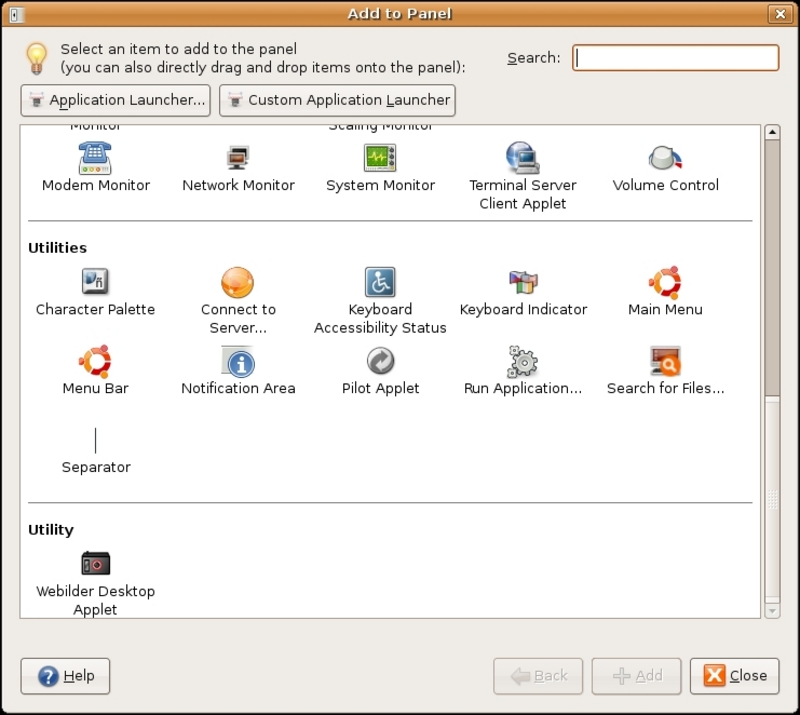 Add to Panel
Select an item to add to the panel
(you can also directly drag and drop items onto the panel):
Search:
Application Launcher...
Custom Application Launcher
Monitor
Scaling Monitor
Modem Monitor
Network Monitor
System Monitor
Terminal Server
Client Applet
Volume Control
Utilities
Character Palette
Connect to
Server...
Keyboard
Accessibility Status
Keyboard Indicator
Main Menu
Menu Bar
Notification Area
Pilot Applet
Run Application...
Search for Files...
Separator
Utility
Webilder Desktop
Applet
Help
Back
Add
Close